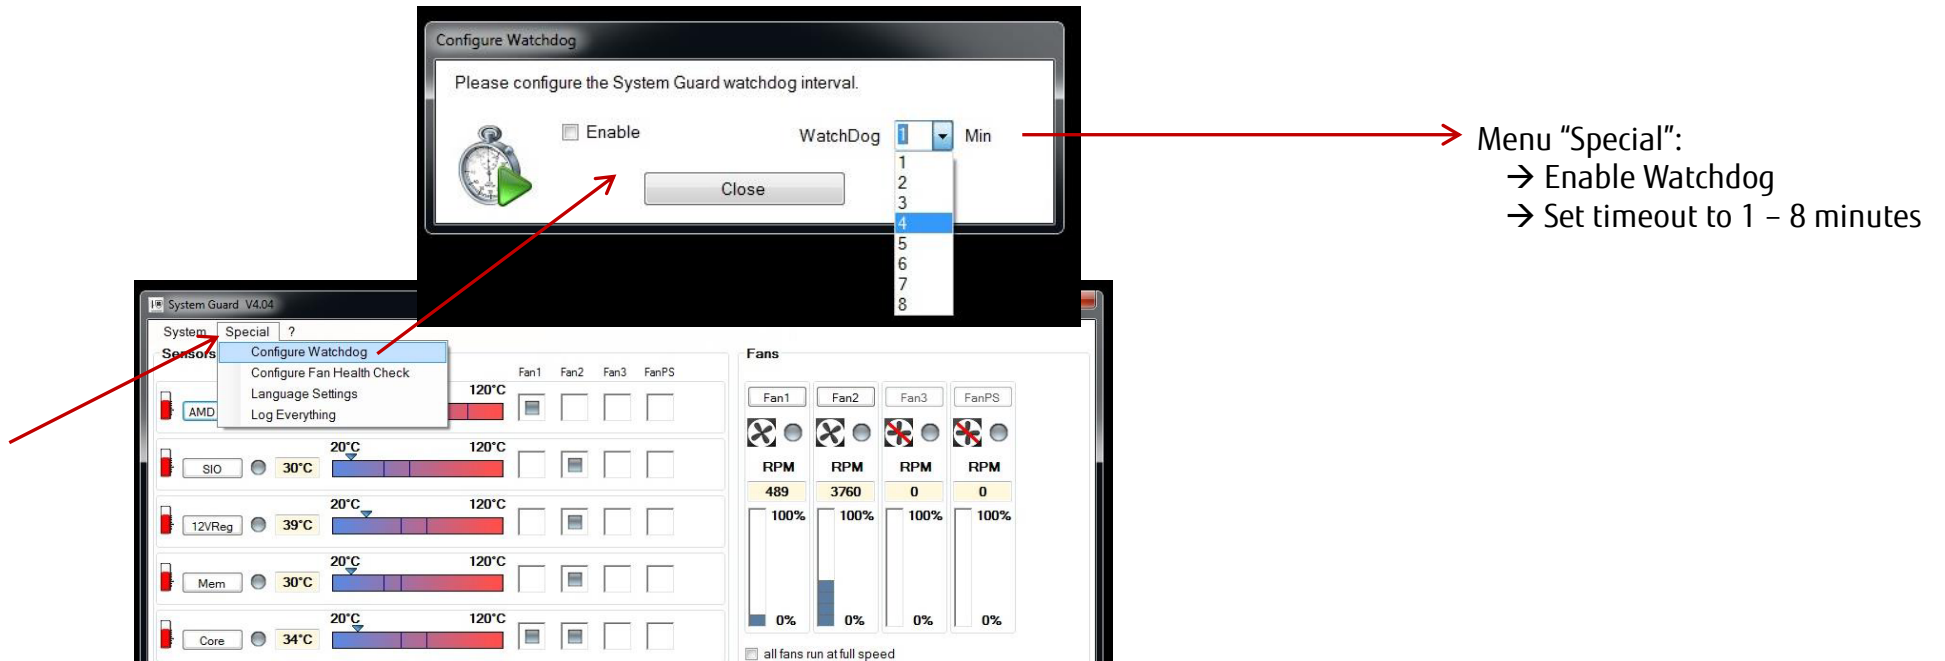 Configure Watchdog
Please configure the System Guard watchdog interval.
Enable
WatchDog 1 Min
1
2
3
4
5
6
7
8
Close
Menu “Special”:
→ Enable Watchdog
→ Set timeout to 1 – 8 minutes
System Guard V4.04
System Special ?
Configure Watchdog
Configure Fan Health Check
Language Settings
Log Everything
Sensors
Fan1 Fan2 Fan3 FanPS
AMD 120°C
20°C 120°C
SIO 30°C
20°C 120°C
12VReg 39°C
20°C 120°C
Mem 30°C
20°C 120°C
Core 34°C
Fans
Fan1 Fan2 Fan3 FanPS
RPM RPM RPM RPM
489 3760 0 0
100% 100% 100% 100%
0% 0% 0% 0%
all fans run at full speed